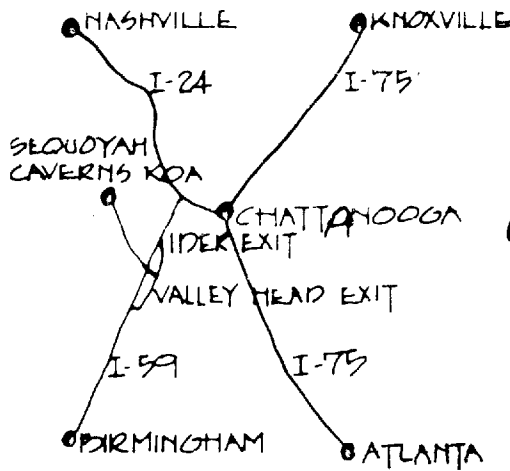 NASHVILLE
KNOXVILLE
I-24
I-75
SEQUOYAH
CAVERNS KOA
CHATTANOOGA
IDER EXIT
VALLEY HEAD EXIT
I-59
I-75
BIRMINGHAM
ATLANTA